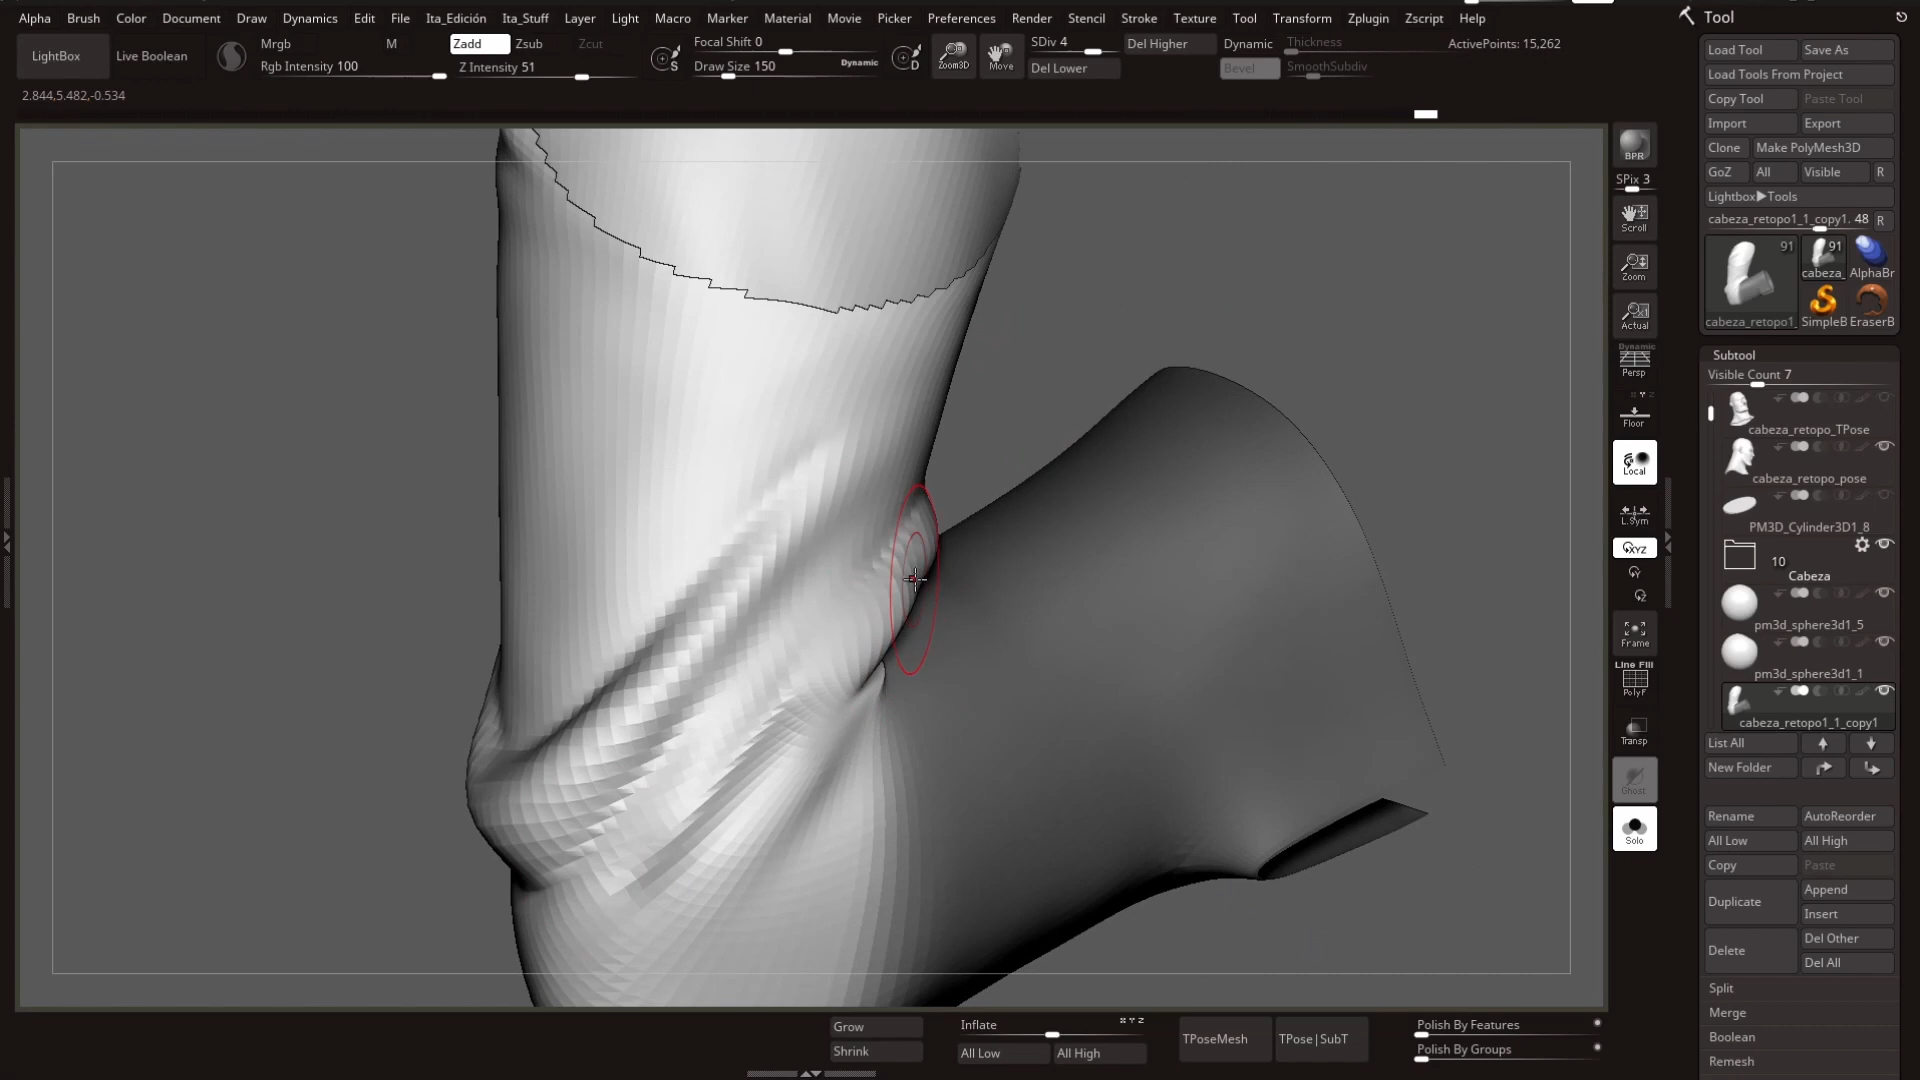 Alpha Brush Color Document Draw Dynamics Edit File Ita_Edición Ita_Stuff Layer Light Macro Marker Material Movie Picker Preferences Render Stencil Stroke Texture Tool Transform Zplugin Zscript Help
Tool
LightBox
Live Boolean
Mrgb
M
Zadd
Zsub
Zcut
Rgb Intensity 100
Z Intensity 51
S
Focal Shift 0
Draw Size 150
Dynamic
D
Zoom3D
Move
SDiv 4
Del Lower
Del Higher
Dynamic
Bevel
Thickness
SmoothSubdiv
ActivePoints: 15,262
2.844,5.482,-0.534
BPR
SPix 3
Scroll
Zoom
Actual
Dynamic
Persp
Floor
Local
L.Sym
XYZ
Y
Z
Frame
Line Fill
PolyF
Transp
Ghost
Solo
Load Tool
Save As
Load Tools From Project
Copy Tool
Paste Tool
Import
Export
Clone
Make PolyMesh3D
GoZ
All
Visible
R
Lightbox▶Tools
cabeza_retopo1_1_copy1. 48
R
91
91
cabeza_
AlphaBr
cabeza_retopo1_
SimpleB
EraserB
Subtool
Visible Count 7
cabeza_retopo_TPose
cabeza_retopo_pose
PM3D_Cylinder3D1_8
10
Cabeza
pm3d_sphere3d1_5
pm3d_sphere3d1_1
cabeza_retopo1_1_copy1
List All
New Folder
Rename
AutoReorder
All Low
All High
Copy
Paste
Duplicate
Append
Insert
Delete
Del Other
Del All
Split
Merge
Boolean
Remesh
Grow
Shrink
Inflate
X Y Z
All Low
All High
TPoseMesh
TPose|SubT
Polish By Features
Polish By Groups